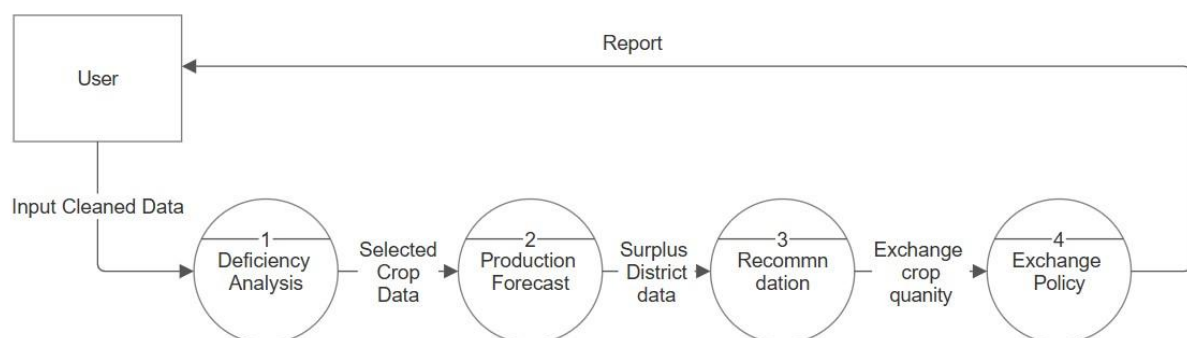 Report
User
Input Cleaned Data
1
Deficiency
Analysis
Selected
Crop
Data
2
Production
Forecast
Surplus
District
data
3
Recommn
dation
Exchange
crop
quanity
4
Exchange
Policy